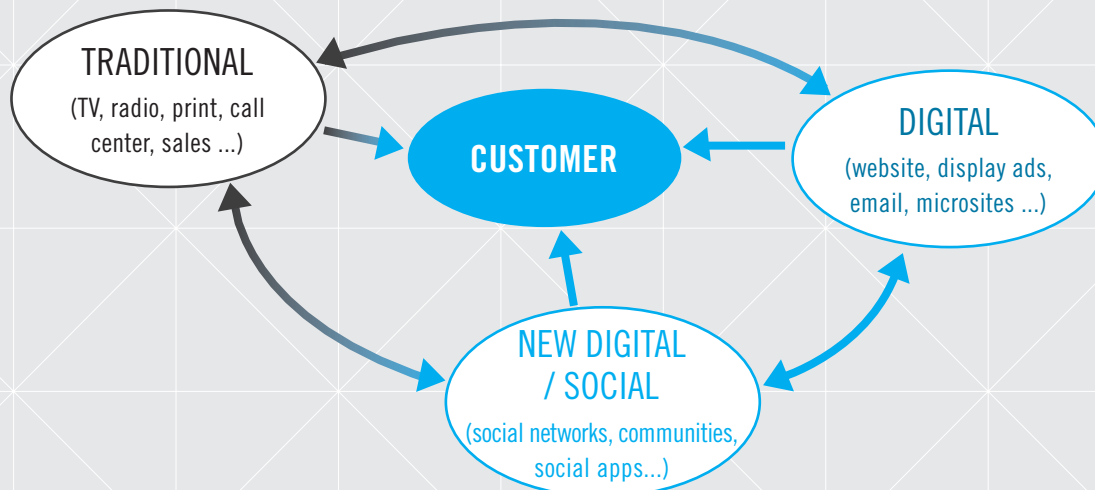 TRADITIONAL
(TV, radio, print, call
center, sales ...)
CUSTOMER
DIGITAL
(website, display ads,
email, microsites ...)
NEW DIGITAL
/ SOCIAL
(social networks, communities,
social apps...)